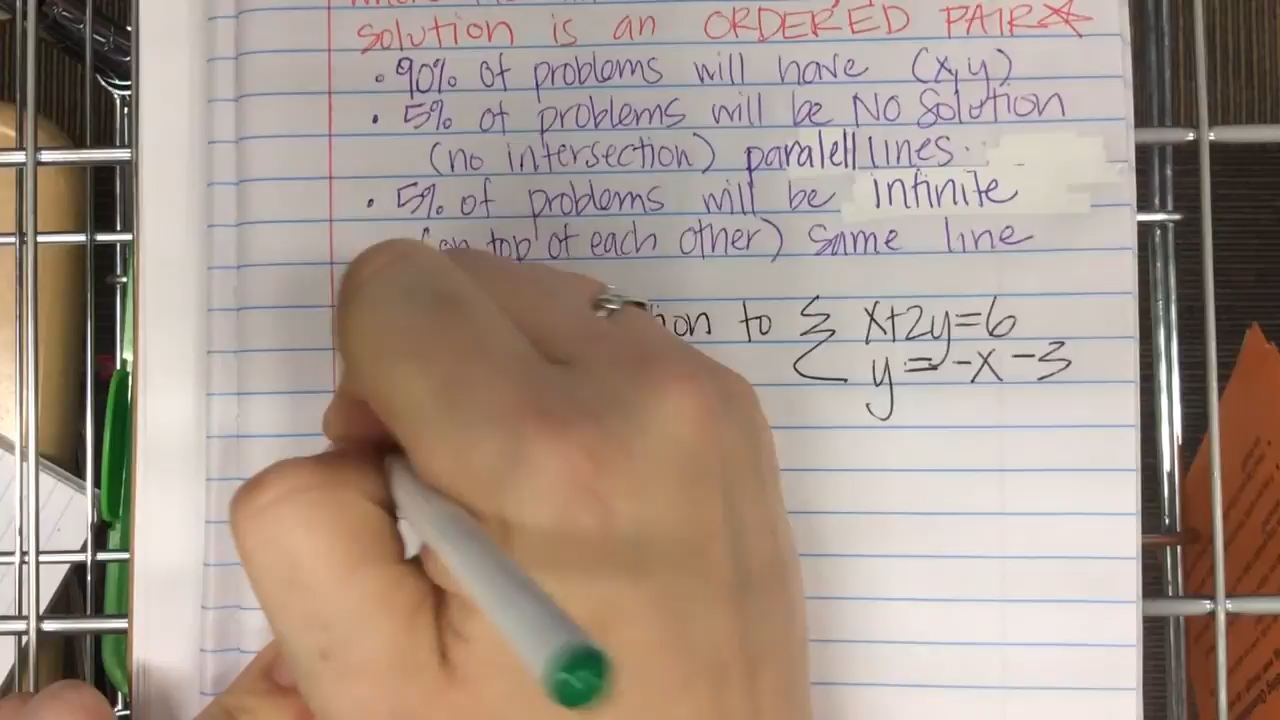 solution is an ORDERED PAIR☆
• 90% of problems will have (x,y)
• 5% of problems will be NO Solution
(no intersection) paralell lines
• 5% of problems will be infinite
(on top of each other) same line
to { x+2y=6
y=-x-3